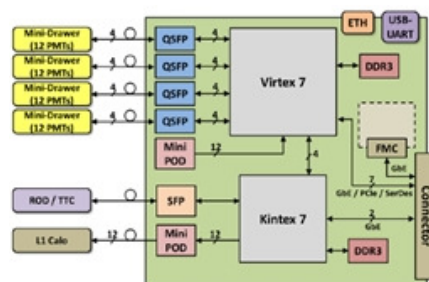 ETH
USB-
UART
Mini-Drawer
(12 PMTs)
4
QSFP
4
Mini-Drawer
(12 PMTs)
4
QSFP
4
Mini-Drawer
(12 PMTs)
4
QSFP
4
Mini-Drawer
(12 PMTs)
4
QSFP
4
Virtex 7
DDR3
Mini
POD
12
4
FMC
GbE
7
GbE / PCIe / SerDes
ROD / TTC
SFP
Kintex 7
2
GbE
Connector
L1 Calo
12
Mini
POD
12
DDR3